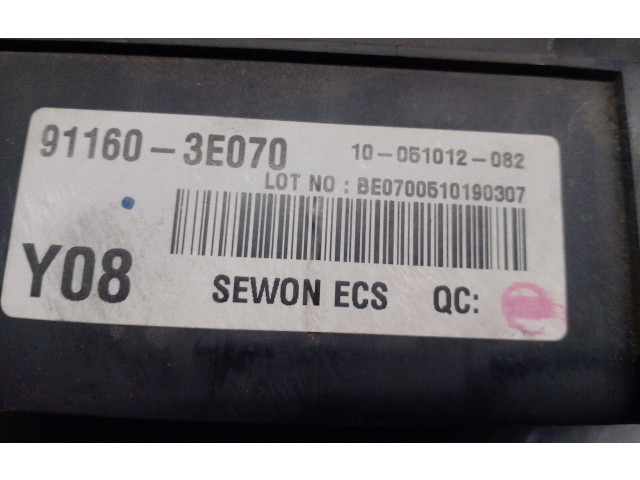 91160-3E070 10-051012-082
LOT NO : BE0700510190307
Y08 SEWON ECS QC: